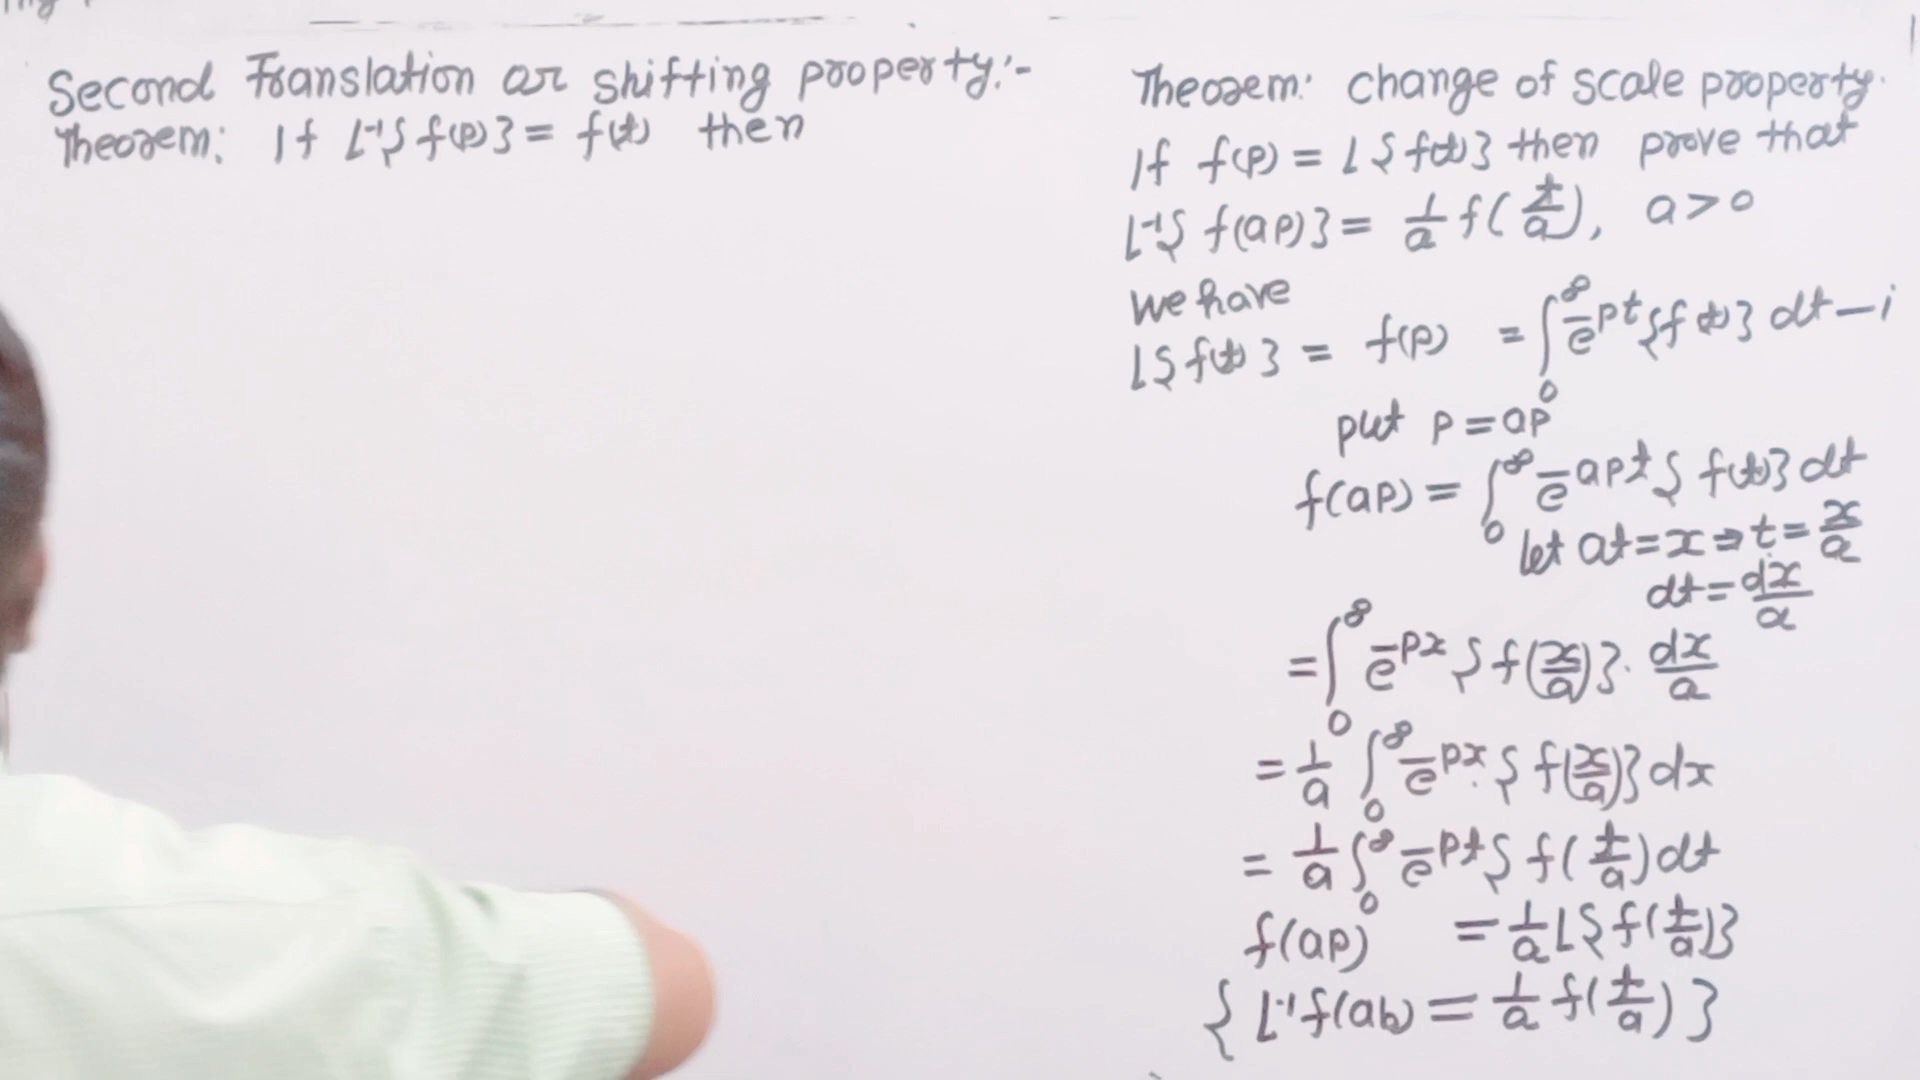 Second Translation or shifting property:-
Theorem: If L⁻¹{f(p)} = f(t) then
Theorem: change of scale property.
If f(p) = L{f(t)} then prove that
L⁻¹{f(ap)} = 1/a f(t/a), a > 0
we have
L{f(t)} = f(p) = ∫₀^∞ e^-pt {f(t)} dt — i
put p = ap
f(ap) = ∫₀^∞ e^-apt {f(t)} dt
let at = x ⇒ t = x/a
dt = dx/a
= ∫₀^∞ e^-px {f(x/a)}. dx/a
= 1/a ∫₀^∞ e^-px {f(x/a)} dx
= 1/a ∫₀^∞ e^-pt {f(t/a) dt
f(ap) = 1/a L{f(t/a)}
{L⁻¹f(ab) = 1/a f(t/a)}